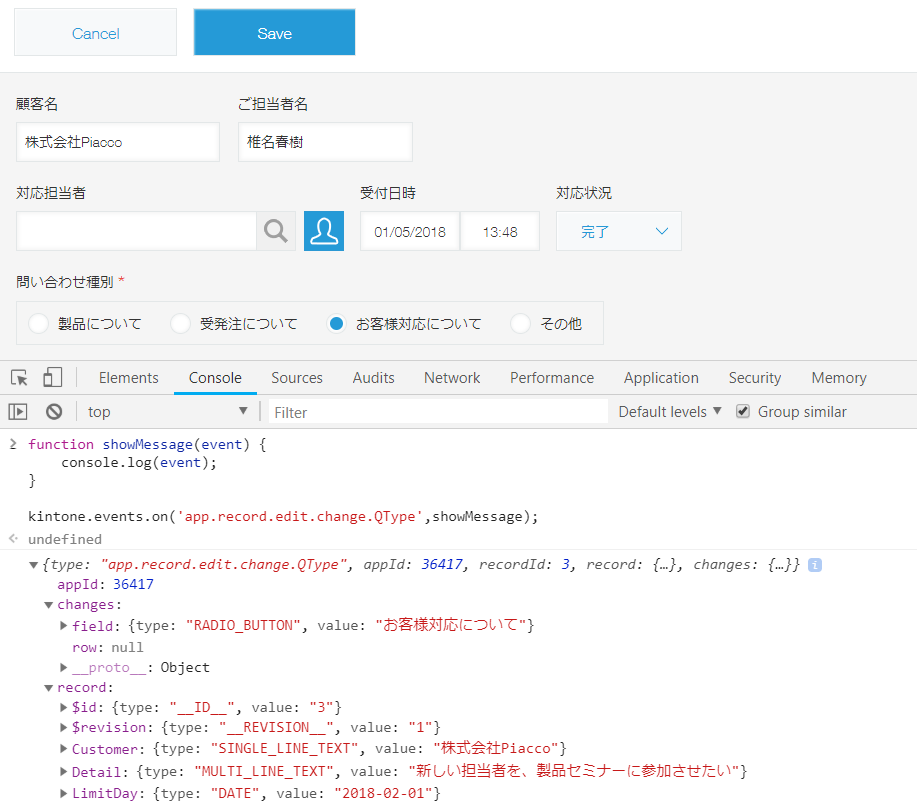 Cancel Save
顧客名 ご担当者名
株式会社Piacco 椎名春樹
対応担当者 受付日時 対応状況
01/05/2018 13:48 完了
問い合わせ種別 *
製品について 受発注について お客様対応について その他
Elements Console Sources Audits Network Performance Application Security Memory
top Filter Default levels Group similar
function showMessage(event) {
console.log(event);
}
kintone.events.on('app.record.edit.change.QType',showMessage);
undefined
{type: "app.record.edit.change.QType", appId: 36417, recordId: 3, record: {…}, changes: {…}}
appId: 36417
changes:
field: {type: "RADIO_BUTTON", value: "お客様対応について"}
row: null
__proto__: Object
record:
$id: {type: "__ID__", value: "3"}
$revision: {type: "__REVISION__", value: "1"}
Customer: {type: "SINGLE_LINE_TEXT", value: "株式会社Piacco"}
Detail: {type: "MULTI_LINE_TEXT", value: "新しい担当者を、製品セミナーに参加させたい"}
LimitDay: {type: "DATE", value: "2018-02-01"}